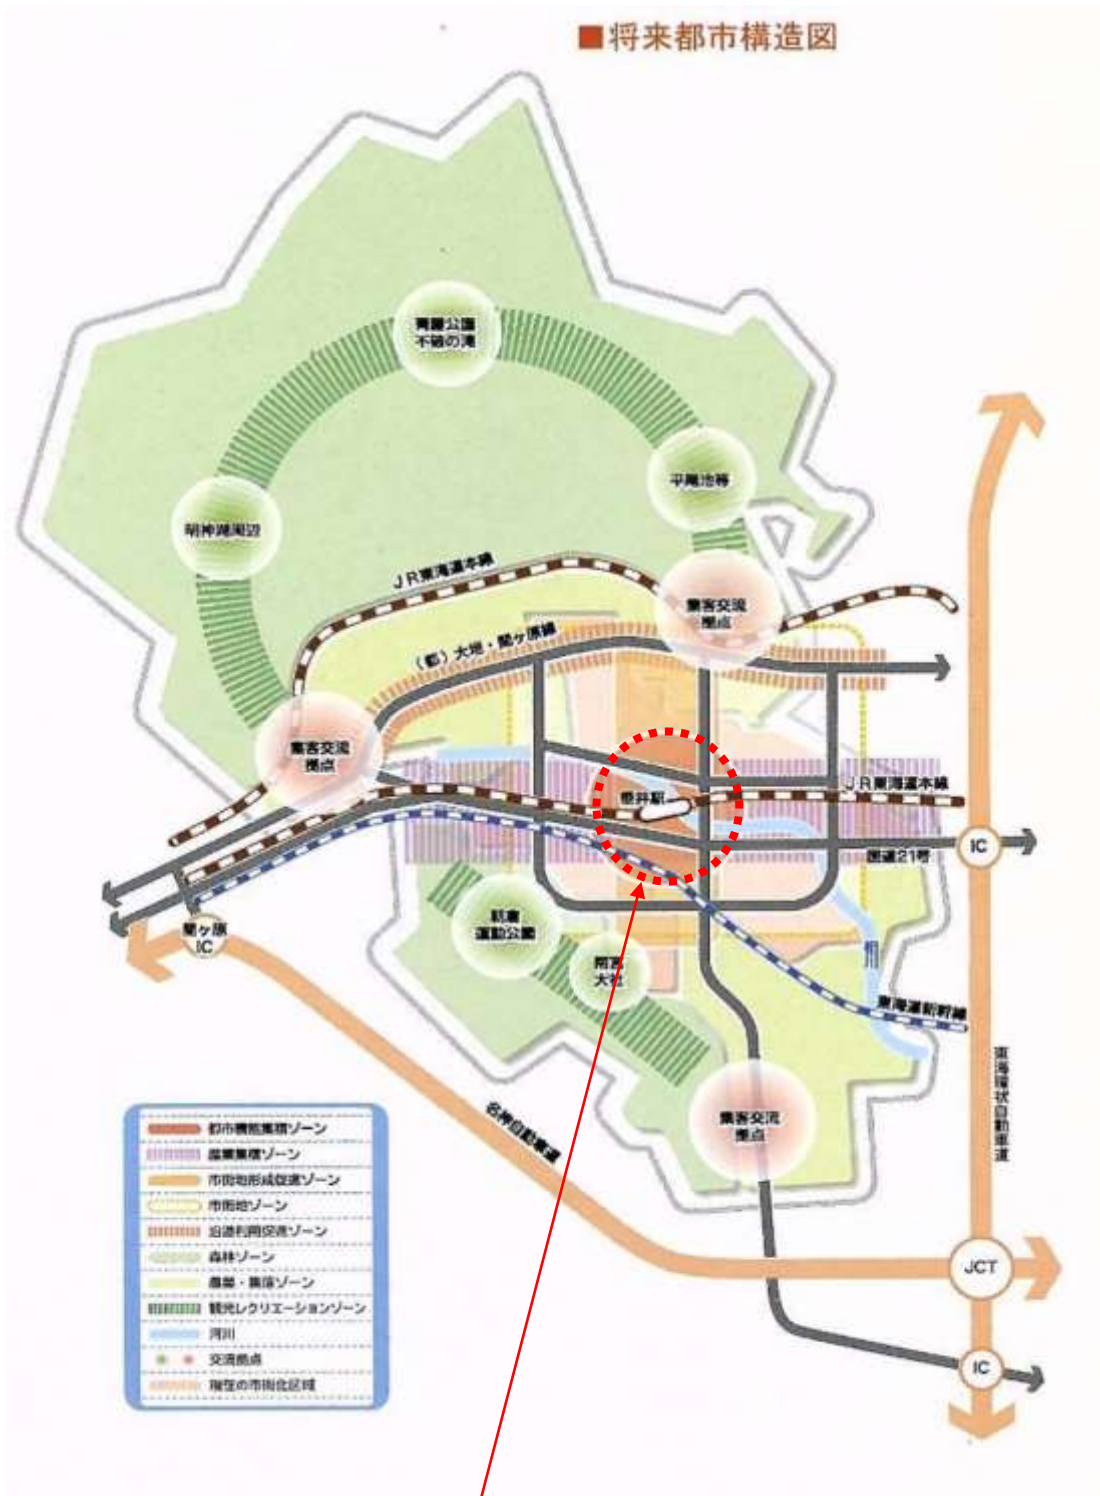 ■将来都市構造図
青墓公園
不破の滝
平尾池等
明神湖周辺
JR東海道本線
集客交流
拠点
(都)大地・関ヶ原線
集客交流
拠点
垂井駅
JR東海道本線
国道21号
IC
朝倉
運動公園
南宮
大社
相川
関ヶ原
IC
東海道新幹線
東海環状自動車道
名神自動車道
集客交流
拠点
都市機能集積ゾーン
産業集積ゾーン
市街地形成促進ゾーン
市街地ゾーン
沿道利用交流ゾーン
森林ゾーン
農業・集落ゾーン
観光レクリエーションゾーン
河川
交流拠点
現在の市街化区域
JCT
IC